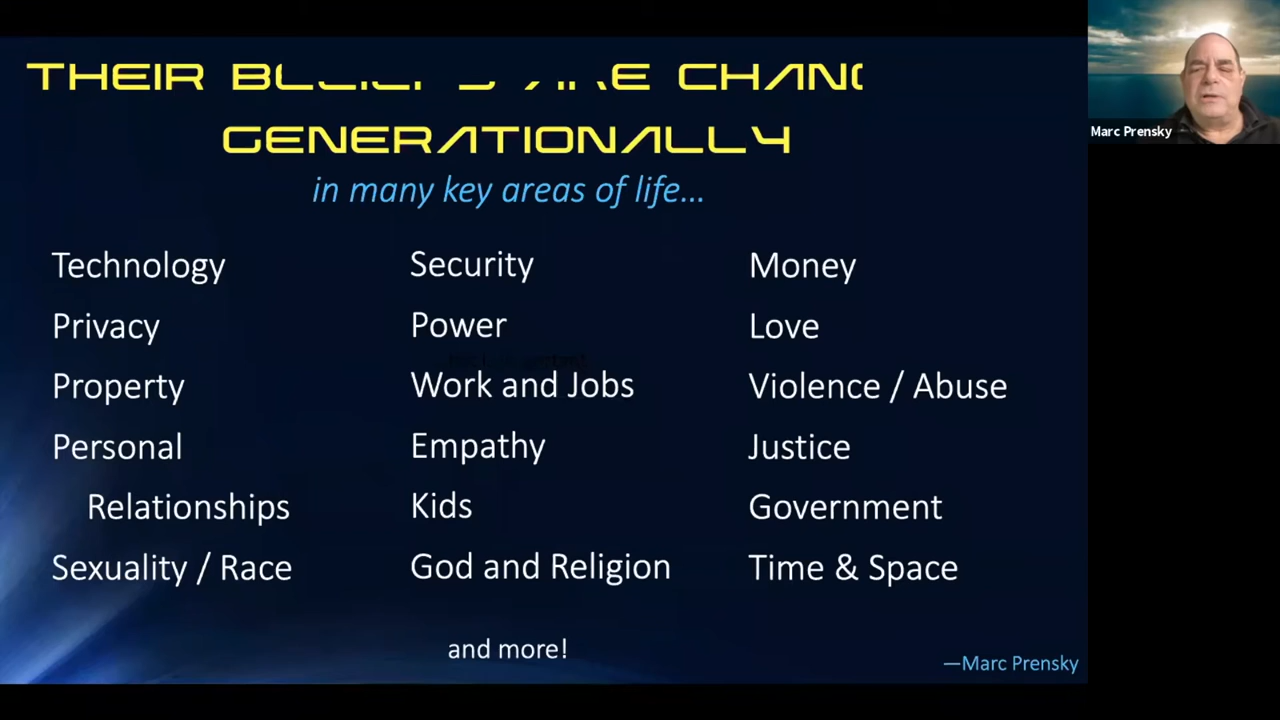 THEIR
GENERATIONALLY
in many key areas of life...
Technology
Privacy
Property
Personal
Relationships
Sexuality / Race
Security
Power
Work and Jobs
Empathy
Kids
God and Religion
Money
Love
Violence / Abuse
Justice
Government
Time & Space
and more!
—Marc Prensky
Marc Prensky